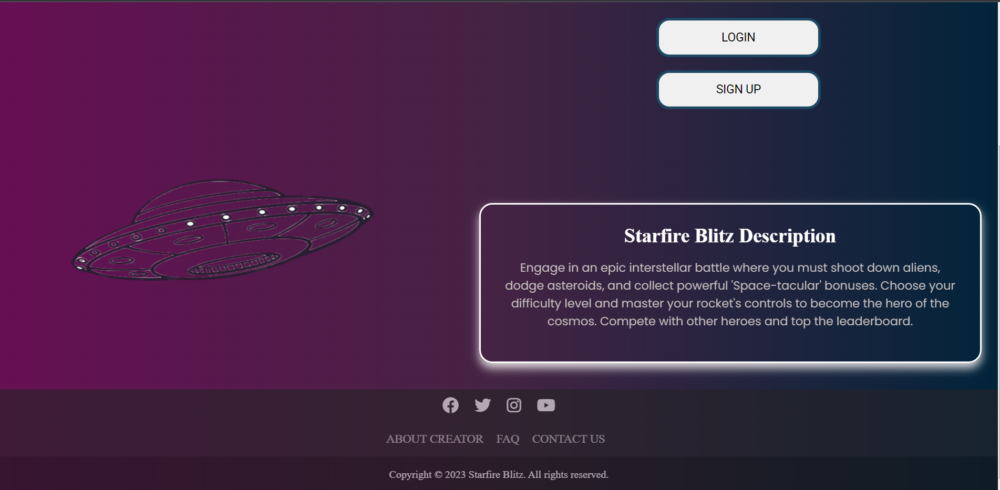 LOGIN
SIGN UP
Starfire Blitz Description
Engage in an epic interstellar battle where you must shoot down aliens,
dodge asteroids, and collect powerful 'Space-tacular' bonuses. Choose your
difficulty level and master your rocket's controls to become the hero of the
cosmos. Compete with other heroes and top the leaderboard.
ABOUT CREATOR FAQ CONTACT US
Copyright © 2023 Starfire Blitz. All rights reserved.